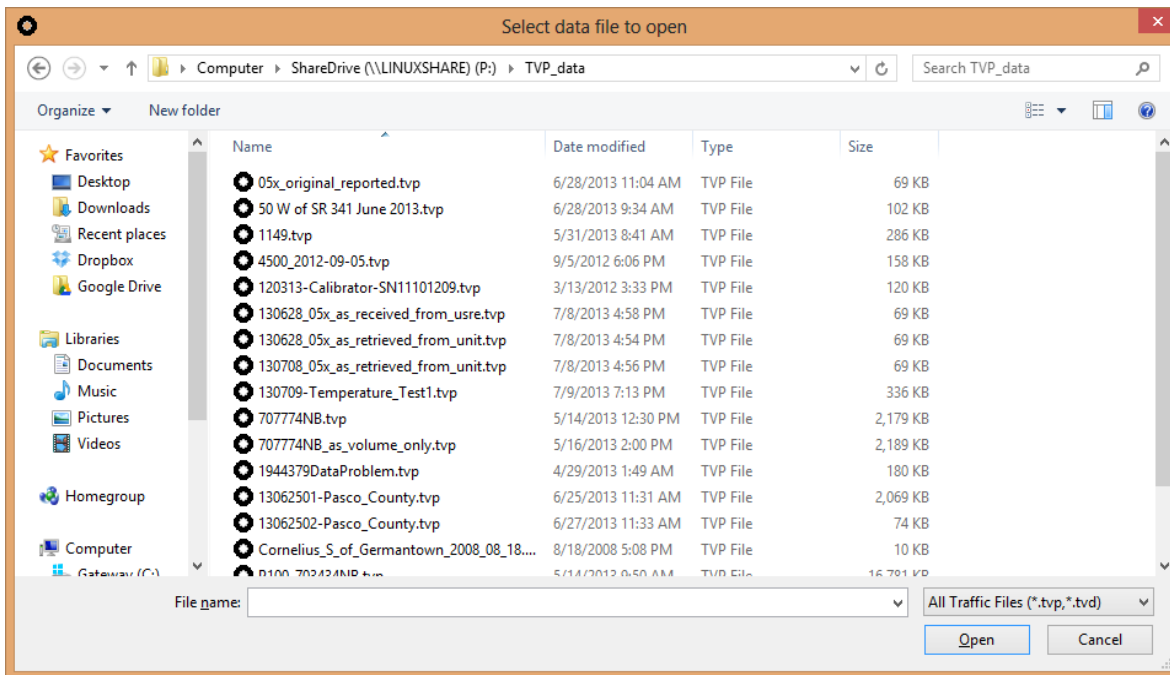 Select data file to open
Computer ShareDrive (\\LINUXSHARE) (P:) TVP_data Search TVP_data
Organize New folder
Favorites
Desktop
Downloads
Recent places
Dropbox
Google Drive
Libraries
Documents
Music
Pictures
Videos
Homegroup
Computer
Gateway (C:)
Name Date modified Type Size
05x_original_reported.tvp 6/28/2013 11:04 AM TVP File 69 KB
50 W of SR 341 June 2013.tvp 6/28/2013 9:34 AM TVP File 102 KB
1149.tvp 5/31/2013 8:41 AM TVP File 286 KB
4500_2012-09-05.tvp 9/5/2012 6:06 PM TVP File 158 KB
120313-Calibrator-SN11101209.tvp 3/13/2012 3:33 PM TVP File 120 KB
130628_05x_as_received_from_usre.tvp 7/8/2013 4:58 PM TVP File 69 KB
130628_05x_as_retrieved_from_unit.tvp 7/8/2013 4:54 PM TVP File 69 KB
130708_05x_as_retrieved_from_unit.tvp 7/8/2013 4:56 PM TVP File 69 KB
130709-Temperature_Test1.tvp 7/9/2013 7:13 PM TVP File 336 KB
707774NB.tvp 5/14/2013 12:30 PM TVP File 2,179 KB
707774NB_as_volume_only.tvp 5/16/2013 2:00 PM TVP File 2,189 KB
1944379DataProblem.tvp 4/29/2013 1:49 AM TVP File 180 KB
13062501-Pasco_County.tvp 6/25/2013 11:31 AM TVP File 2,069 KB
13062502-Pasco_County.tvp 6/27/2013 11:33 AM TVP File 74 KB
Cornelius_S_of_Germantown_2008_08_18.... 8/18/2008 5:08 PM TVP File 10 KB
5/14/2013 9:50 AM TVP File 16,781 KB
File name: All Traffic Files (*.tvp,*.tvd)
Open Cancel